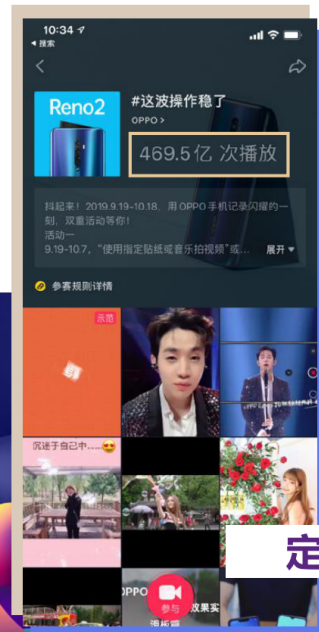 10:34
搜索
Reno2
#这波操作稳了
OPPO >
469.5亿 次播放
抖起来！2019.9.19-10.18，用 OPPO 手机记录闪耀的一
刻，双重活动等你！
活动一
9.19-10.7，“使用指定贴纸或音乐拍视频”或... 展开
参赛规则详情
示范
沉迷于自己中......
定
OPPO
效果实
参与